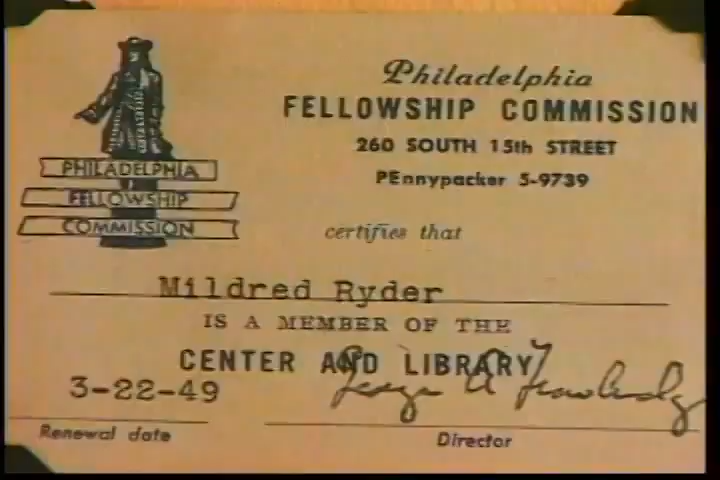 PHILADELPHIA
FELLOWSHIP
COMMISSION
Philadelphia
FELLOWSHIP COMMISSION
260 SOUTH 15th STREET
PEnnypacker 5-9739
certifies that
Mildred Ryder
IS A MEMBER OF THE
CENTER AND LIBRARY
3-22-49
Renewal date
Director